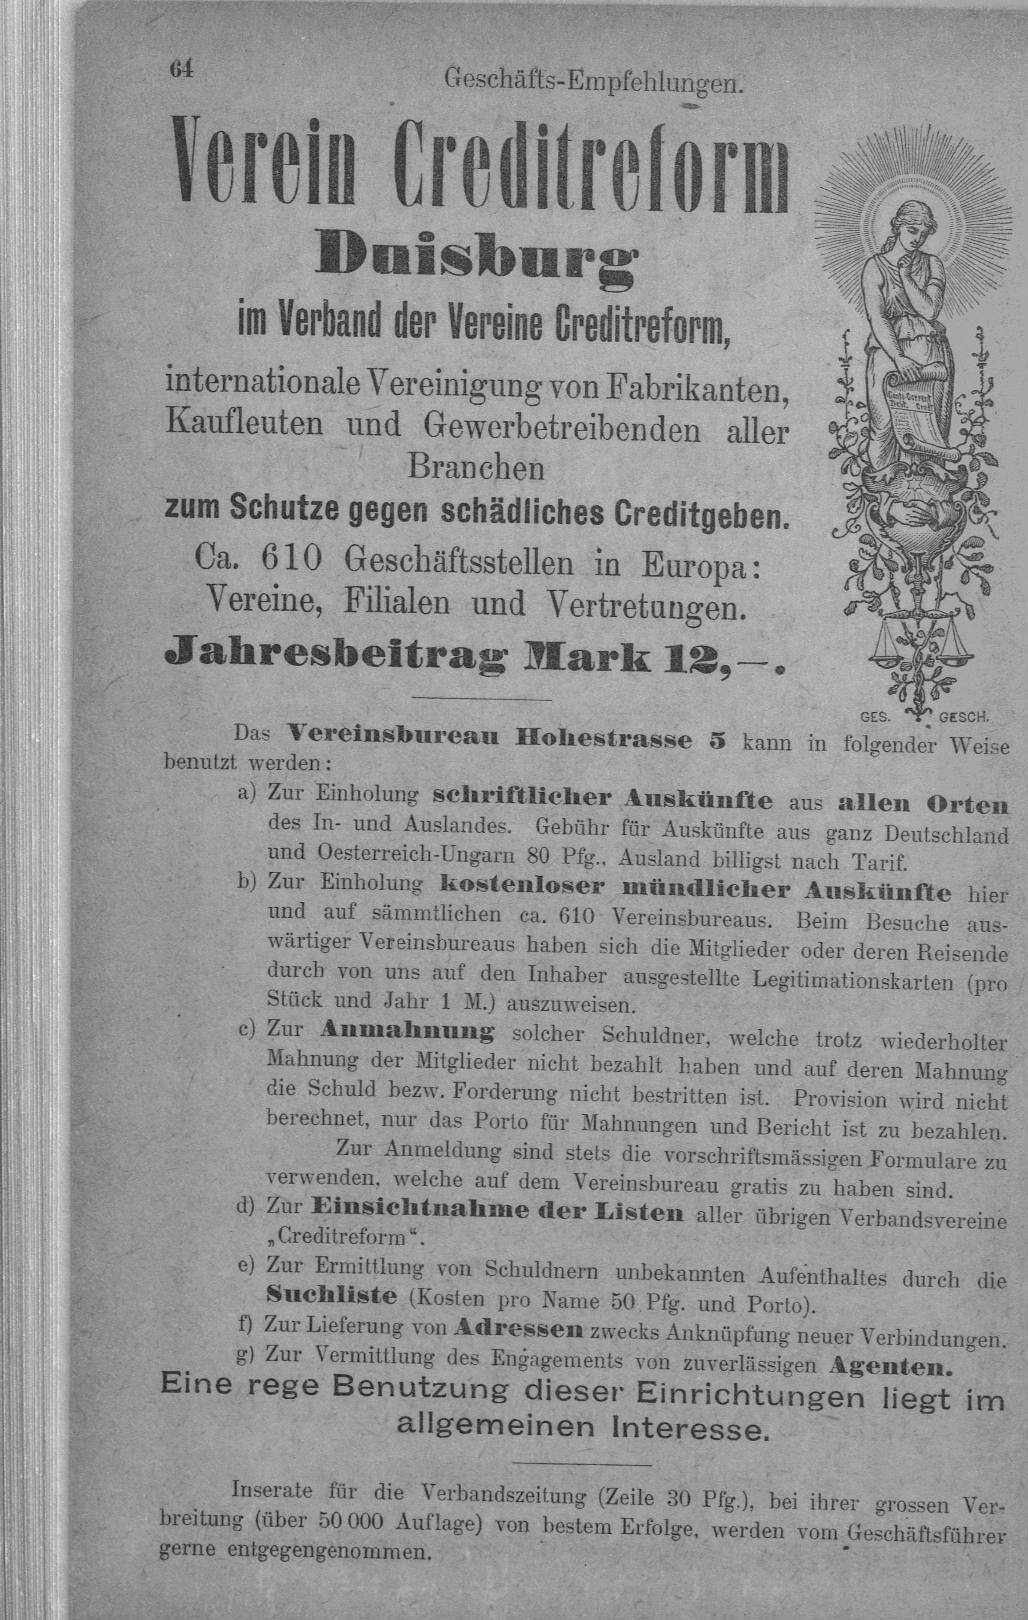 64
Geschäfts-Empfehlungen.
Verein Creditreform
Duisburg
im Verband der Vereine Creditreform,
internationale Vereinigung von Fabrikanten,
Kaufleuten und Gewerbetreibenden aller
Branchen
zum Schutze gegen schädliches Creditgeben.
Ca. 610 Geschäftsstellen in Europa:
Vereine, Filialen und Vertretungen.
Jahresbeitrag Mark 12,—.
Conto-Corrent
Debt. Credt
GES. GESCH.
Das Vereinsbureau Hohestrasse 5 kann in folgender Weise
benutzt werden:
a) Zur Einholung schriftlicher Auskünfte aus allen Orten
des In- und Auslandes. Gebühr für Auskünfte aus ganz Deutschland
und Oesterreich-Ungarn 80 Pfg., Ausland billigst nach Tarif.
b) Zur Einholung kostenloser mündlicher Auskünfte hier
und auf sämmtlichen ca. 610 Vereinsbureaus. Beim Besuche aus-
wärtiger Vereinsbureaus haben sich die Mitglieder oder deren Reisende
durch von uns auf den Inhaber ausgestellte Legitimationskarten (pro
Stück und Jahr 1 M.) auszuweisen.
c) Zur Anmahnung solcher Schuldner, welche trotz wiederholter
Mahnung der Mitglieder nicht bezahlt haben und auf deren Mahnung
die Schuld bezw. Forderung nicht bestritten ist. Provision wird nicht
berechnet, nur das Porto für Mahnungen und Bericht ist zu bezahlen.
Zur Anmeldung sind stets die vorschriftsmässigen Formulare zu
verwenden, welche auf dem Vereinsbureau gratis zu haben sind.
d) Zur Einsichtnahme der Listen aller übrigen Verbandsvereine
„Creditreform“.
e) Zur Ermittlung von Schuldnern unbekannten Aufenthaltes durch die
Suchliste (Kosten pro Name 50 Pfg. und Porto).
f) Zur Lieferung von Adressen zwecks Anknüpfung neuer Verbindungen.
g) Zur Vermittlung des Engagements von zuverlässigen Agenten.
Eine rege Benutzung dieser Einrichtungen liegt im
allgemeinen Interesse.
Inserate für die Verbandszeitung (Zeile 30 Pfg.), bei ihrer grossen Ver-
breitung (über 50 000 Auflage) von bestem Erfolge, werden vom Geschäftsführer
gerne entgegengenommen.